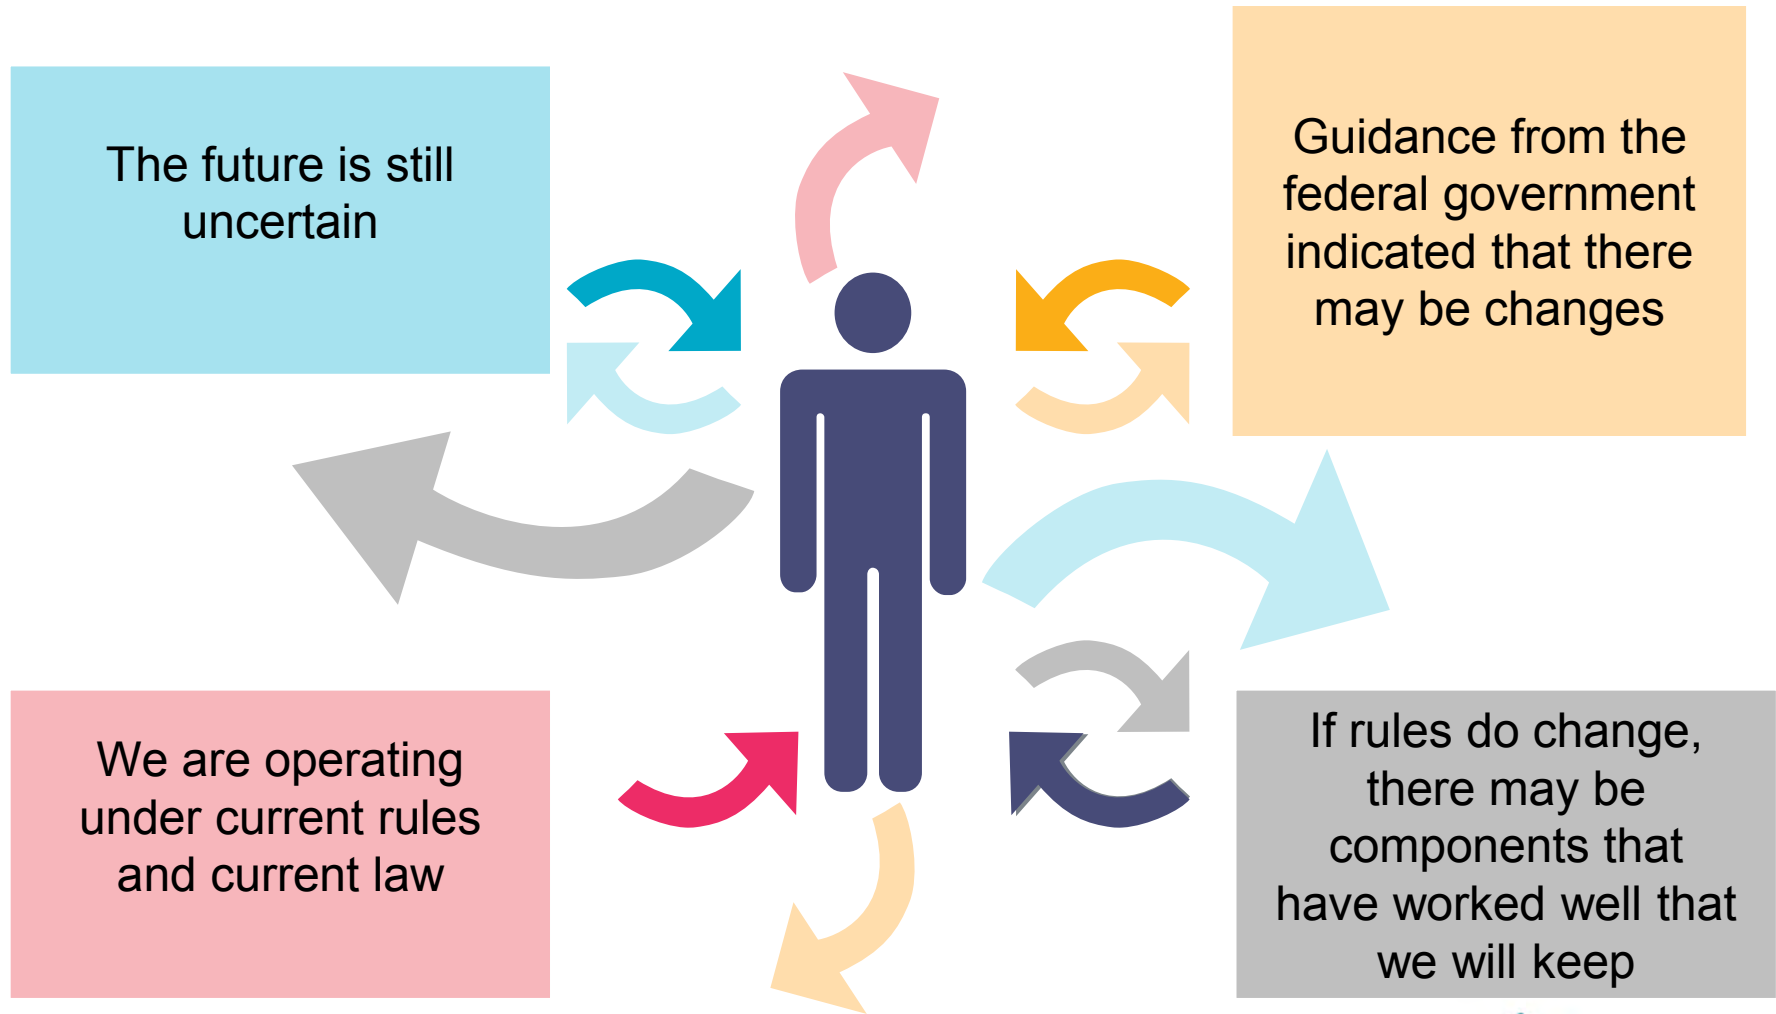 The future is still
uncertain
Guidance from the
federal government
indicated that there
may be changes
We are operating
under current rules
and current law
If rules do change,
there may be
components that
have worked well that
we will keep